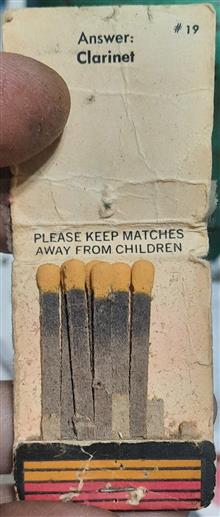 Answer: #19
Clarinet
PLEASE KEEP MATCHES
AWAY FROM CHILDREN